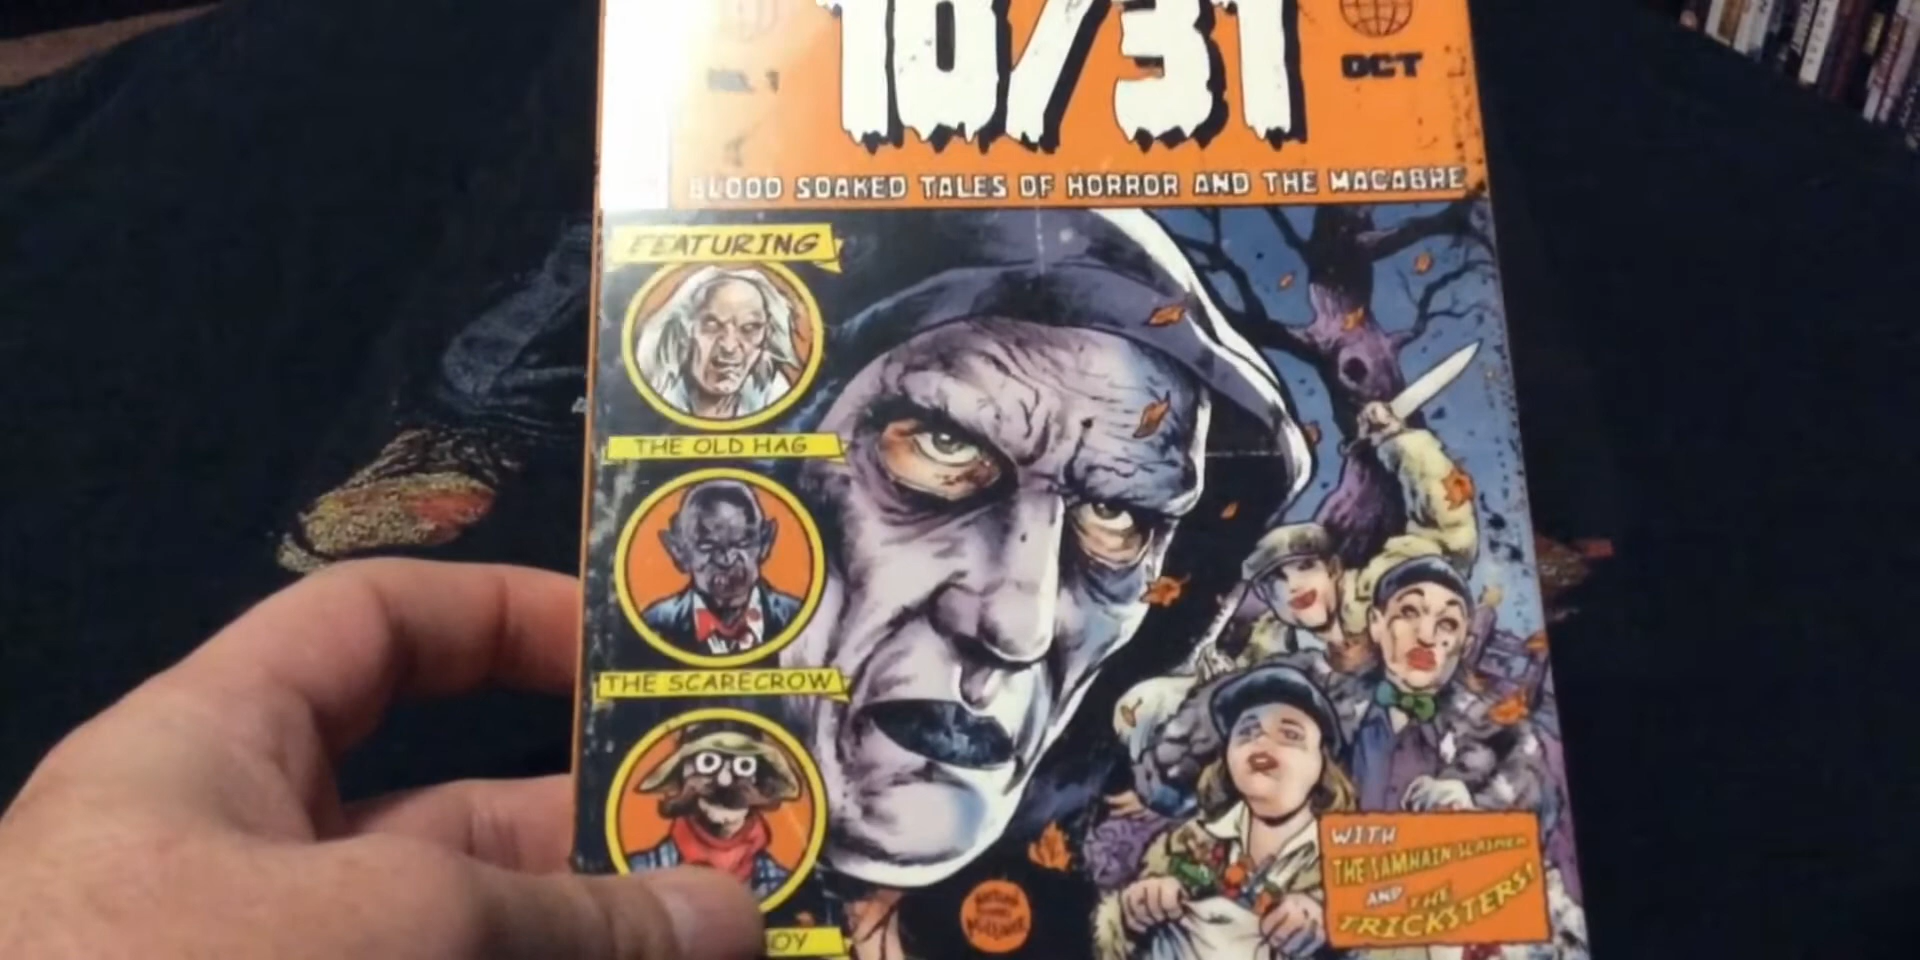 10/31
NO. 1
OCT
BLOOD SOAKED TALES OF HORROR AND THE MACABRE
FEATURING
THE OLD HAG
THE SCARECROW
OY
WITH
THE SAMHAIN SLASHER
AND THE
TRICKSTERS!